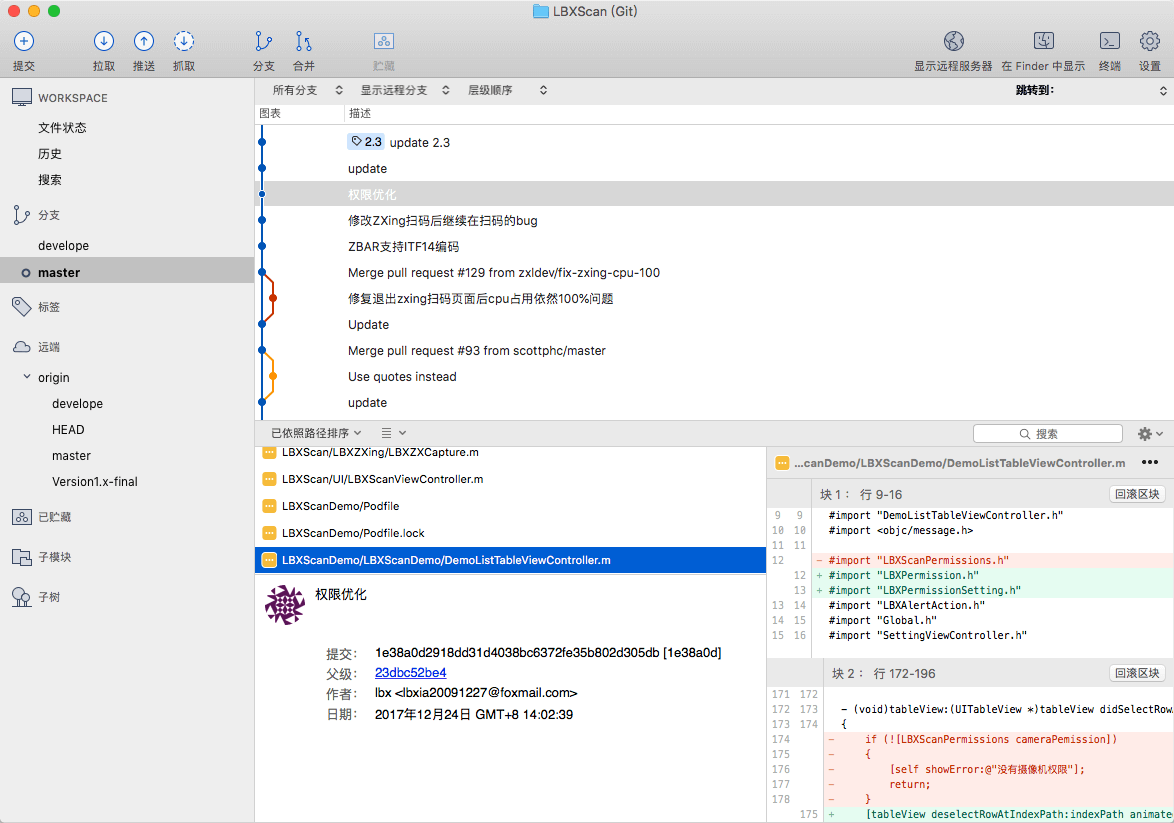 LBXScan (Git)
提交 拉取 推送 抓取 分支 合并 贮藏 显示远程服务器 在 Finder 中显示 终端 设置
WORKSPACE
文件状态
历史
搜索
分支
develope
master
标签
远端
origin
develope
HEAD
master
Version1.x-final
已贮藏
子模块
子树
所有分支 显示远程分支 层级顺序 跳转到:
图表 描述
2.3 update 2.3
update
权限优化
修改ZXing扫码后继续在扫码的bug
ZBAR支持ITF14编码
Merge pull request #129 from zxldev/fix-zxing-cpu-100
修复退出zxing扫码页面后cpu占用依然100%问题
Update
Merge pull request #93 from scottphc/master
Use quotes instead
update
已依照路径排序 搜索
LBXScan/LBXZXing/LBXZXCapture.m
LBXScan/UI/LBXScanViewController.m
LBXScanDemo/Podfile
LBXScanDemo/Podfile.lock
LBXScanDemo/LBXScanDemo/DemoListTableViewController.m
权限优化
提交: 1e38a0d2918dd31d4038bc6372fe35b802d305db [1e38a0d]
父级: 23dbc52be4
作者: lbx <lbxia20091227@foxmail.com>
日期: 2017年12月24日 GMT+8 14:02:39
...canDemo/LBXScanDemo/DemoListTableViewController.m •••
块 1: 行 9-16 回滚区块
9 9 #import "DemoListTableViewController.h"
10 10 #import <objc/message.h>
11 11
12 - #import "LBXScanPermissions.h"
12 + #import "LBXPermission.h"
13 + #import "LBXPermissionSetting.h"
13 14 #import "LBXAlertAction.h"
14 15 #import "Global.h"
15 16 #import "SettingViewController.h"
块 2: 行 172-196 回滚区块
171 172
172 173 - (void)tableView:(UITableView *)tableView didSelectRow
173 174 {
174 - if (![LBXScanPermissions cameraPemission])
175 - {
176 - [self showError:@"没有摄像机权限"];
177 - return;
178 - }
175 + [tableView deselectRowAtIndexPath:indexPath animate